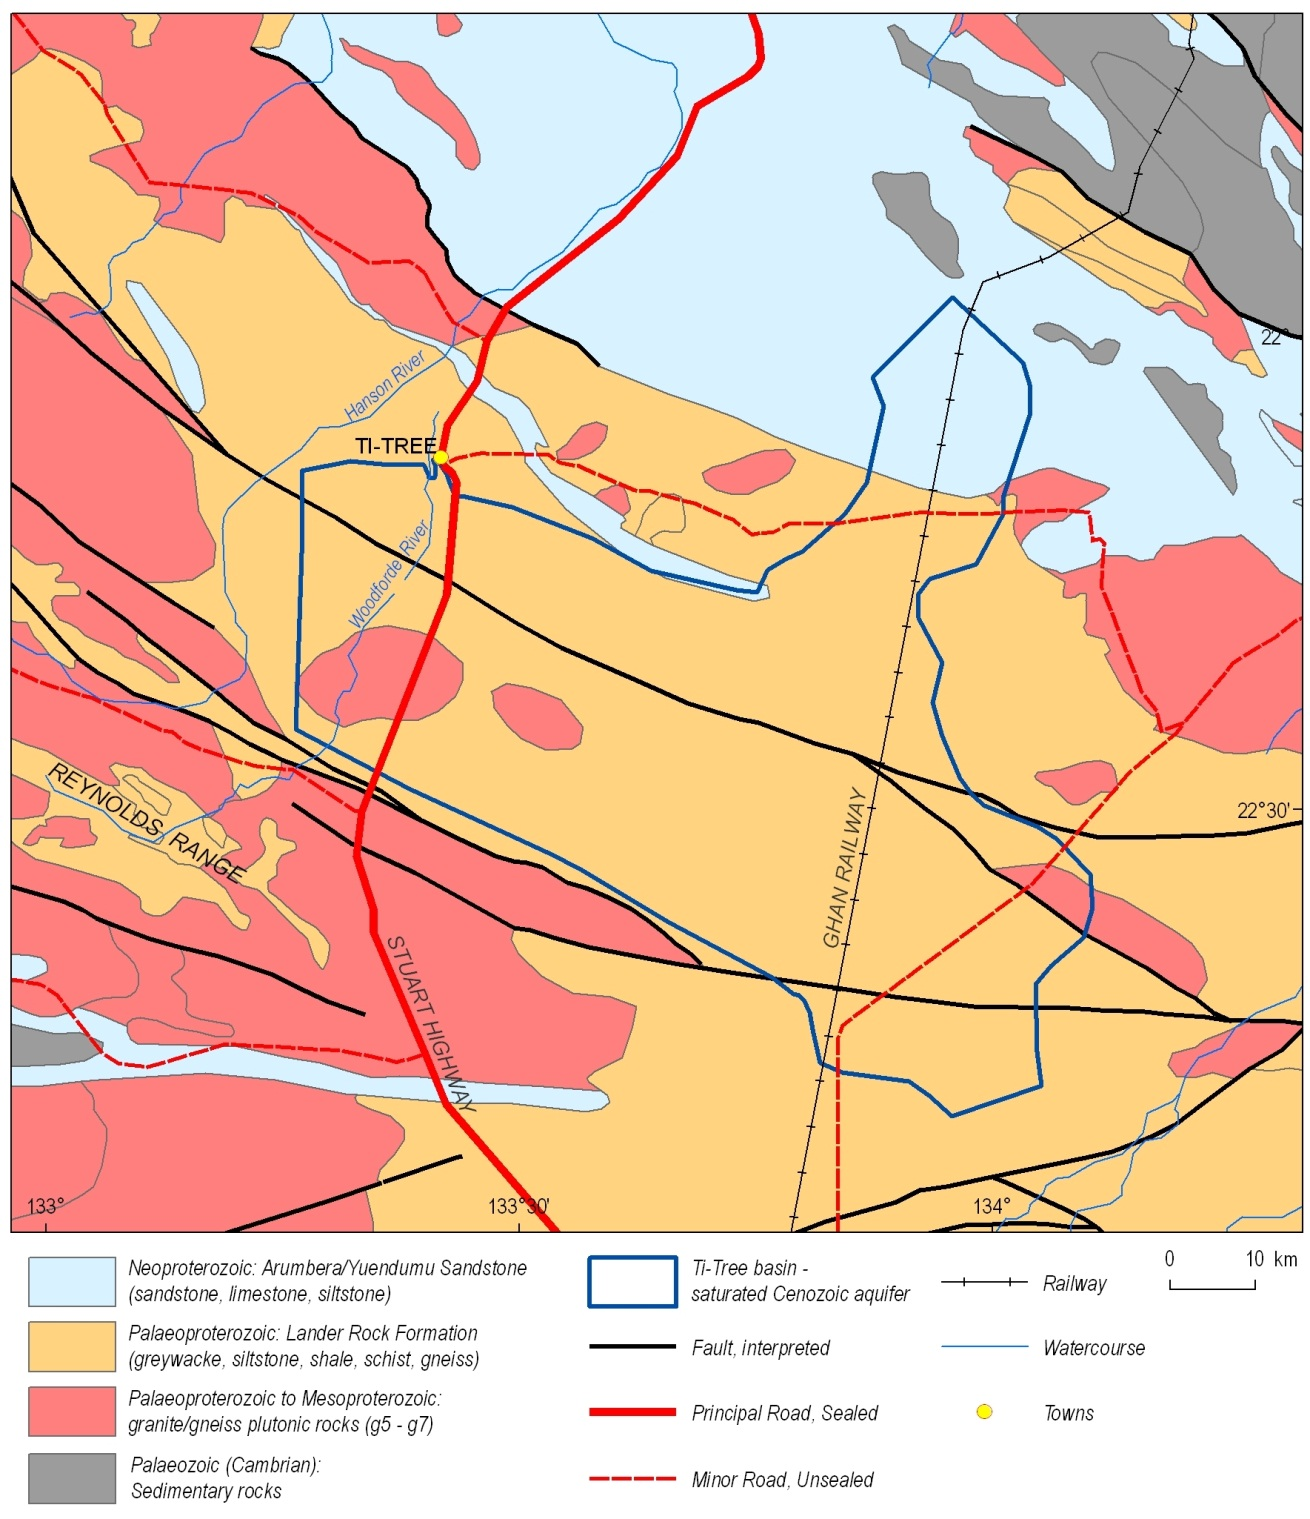 22°
Hanson River
TI-TREE
Woodforde River
REYNOLDS RANGE
GHAN RAILWAY
22°30'
STUART HIGHWAY
133°
133°30'
134°
Neoproterozoic: Arumbera/Yuendumu Sandstone
(sandstone, limestone, siltstone)
Palaeoproterozoic: Lander Rock Formation
(greywacke, siltstone, shale, schist, gneiss)
Palaeoproterozoic to Mesoproterozoic:
granite/gneiss plutonic rocks (g5 - g7)
Palaeozoic (Cambrian):
Sedimentary rocks
Ti-Tree basin -
saturated Cenozoic aquifer
Fault, interpreted
Principal Road, Sealed
Minor Road, Unsealed
0 10 km
Railway
Watercourse
Towns